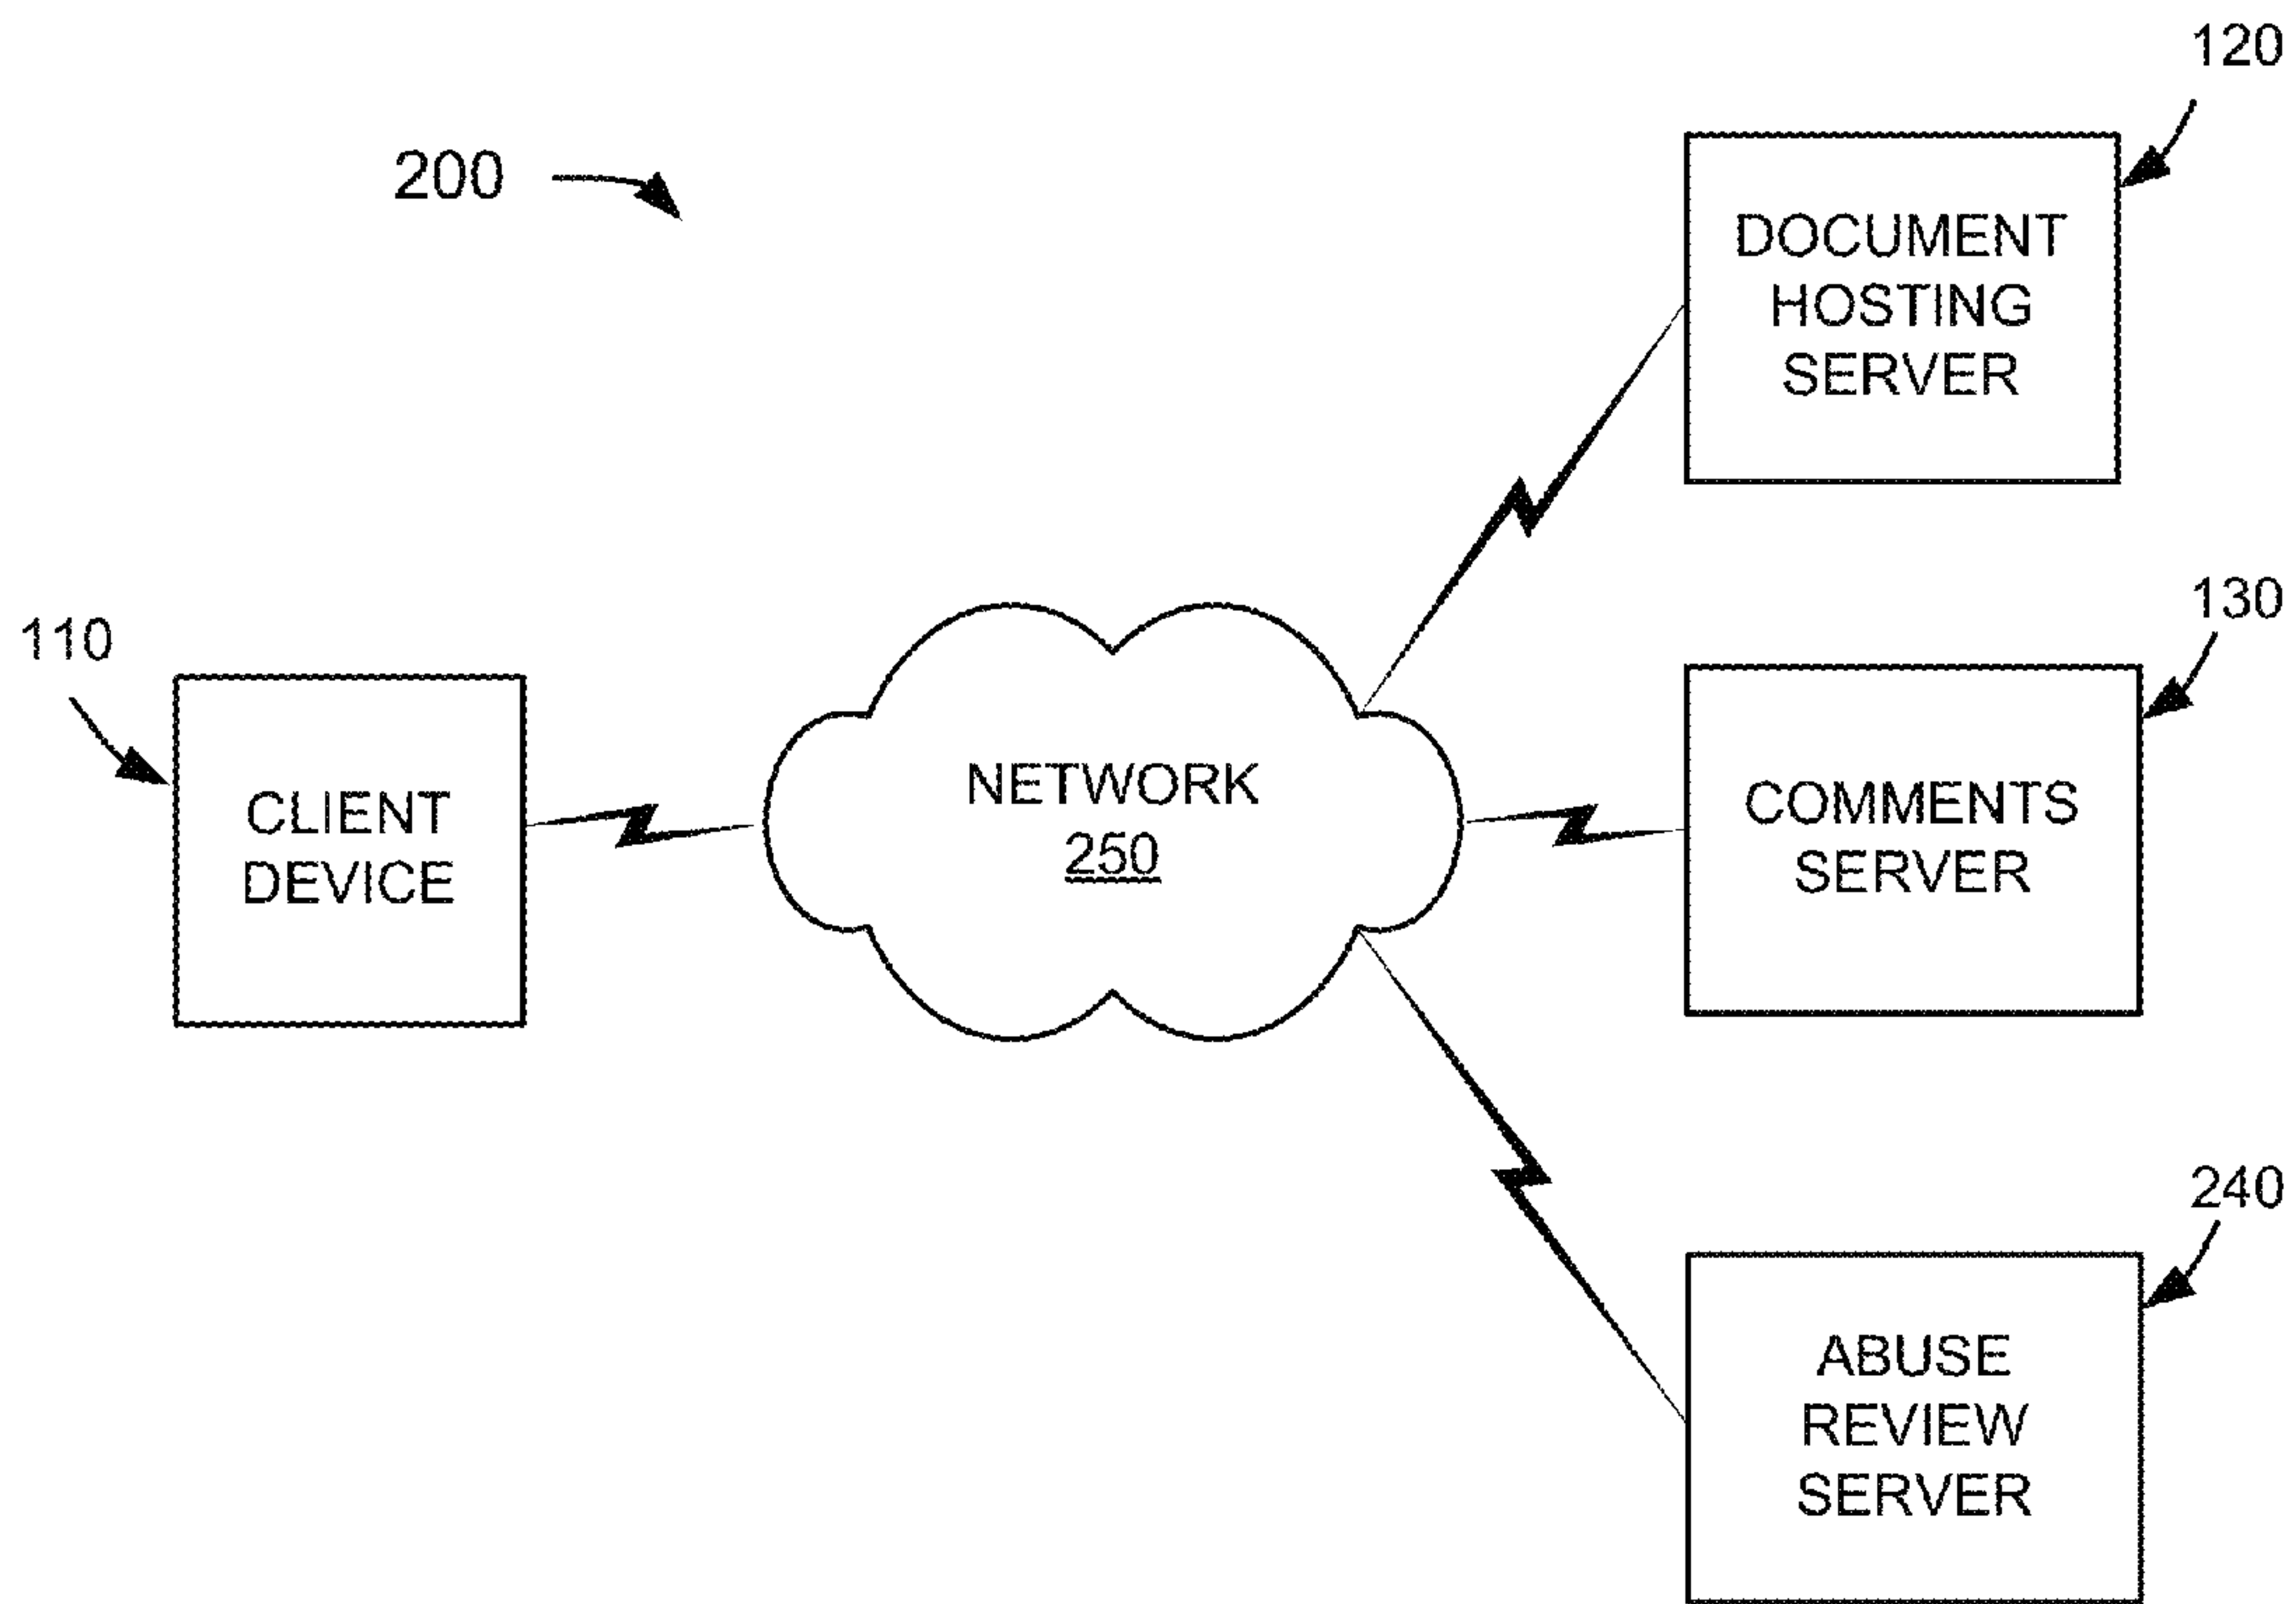 120
200
DOCUMENT
HOSTING
SERVER
130
110
NETWORK
250
CLIENT
DEVICE
COMMENTS
SERVER
240
ABUSE
REVIEW
SERVER